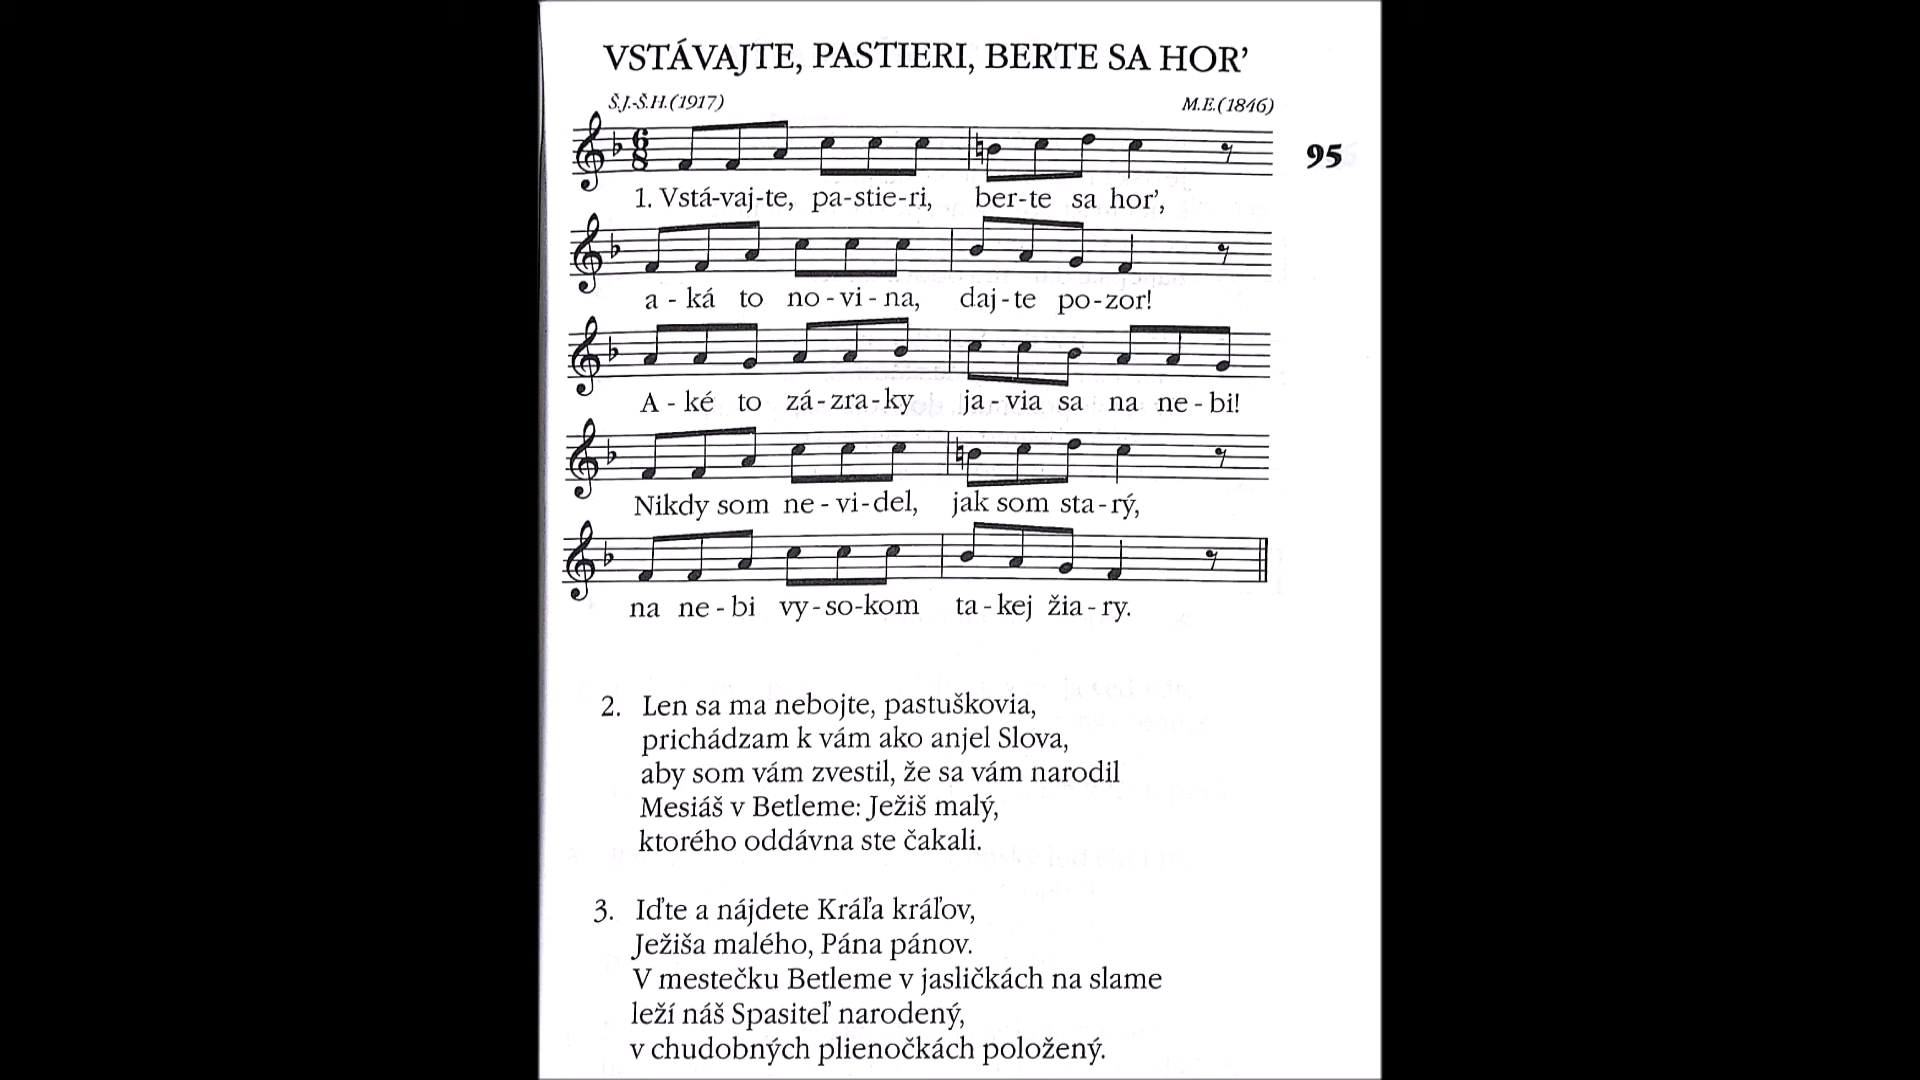 VSTÁVAJTE, PASTIERI, BERTE SA HOR’
Š.J.-Š.H.(1917) M.E.(1846)
95
1. Vstá-vaj-te, pa-stie-ri, ber-te sa hor’,
a - ká to no - vi - na, daj - te po - zor!
A - ké to zá - zra - ky ja - via sa na ne - bi!
Nikdy som ne - vi - del, jak som sta - rý,
na ne - bi vy - so - kom ta - kej žia - ry.
2. Len sa ma nebojte, pastuškovia,
prichádzam k vám ako anjel Slova,
aby som vám zvestil, že sa vám narodil
Mesiáš v Betleme: Ježiš malý,
ktorého oddávna ste čakali.
3. Iďte a nájdete Kráľa kráľov,
Ježiša malého, Pána pánov.
V mestečku Betleme v jasličkách na slame
leží náš Spasiteľ narodený,
v chudobných plienočkách položený.